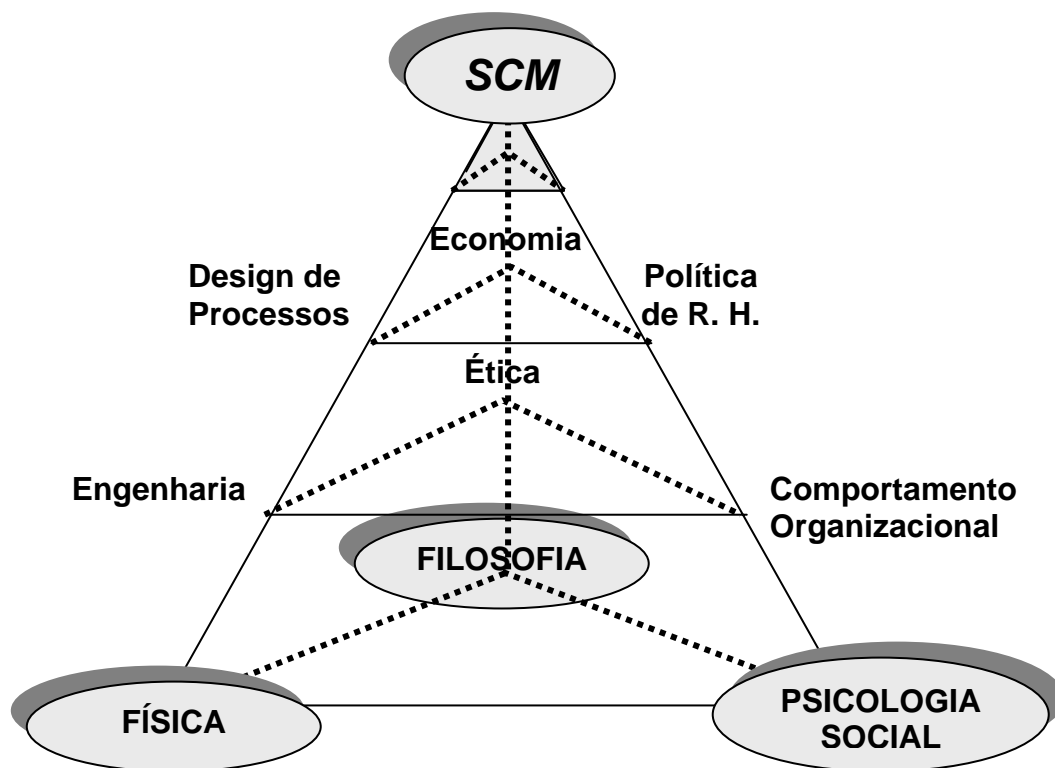 SCM
Economia
Design de
Processos
Política
de R. H.
Ética
Engenharia
Comportamento
Organizacional
FILOSOFIA
FÍSICA
PSICOLOGIA
SOCIAL